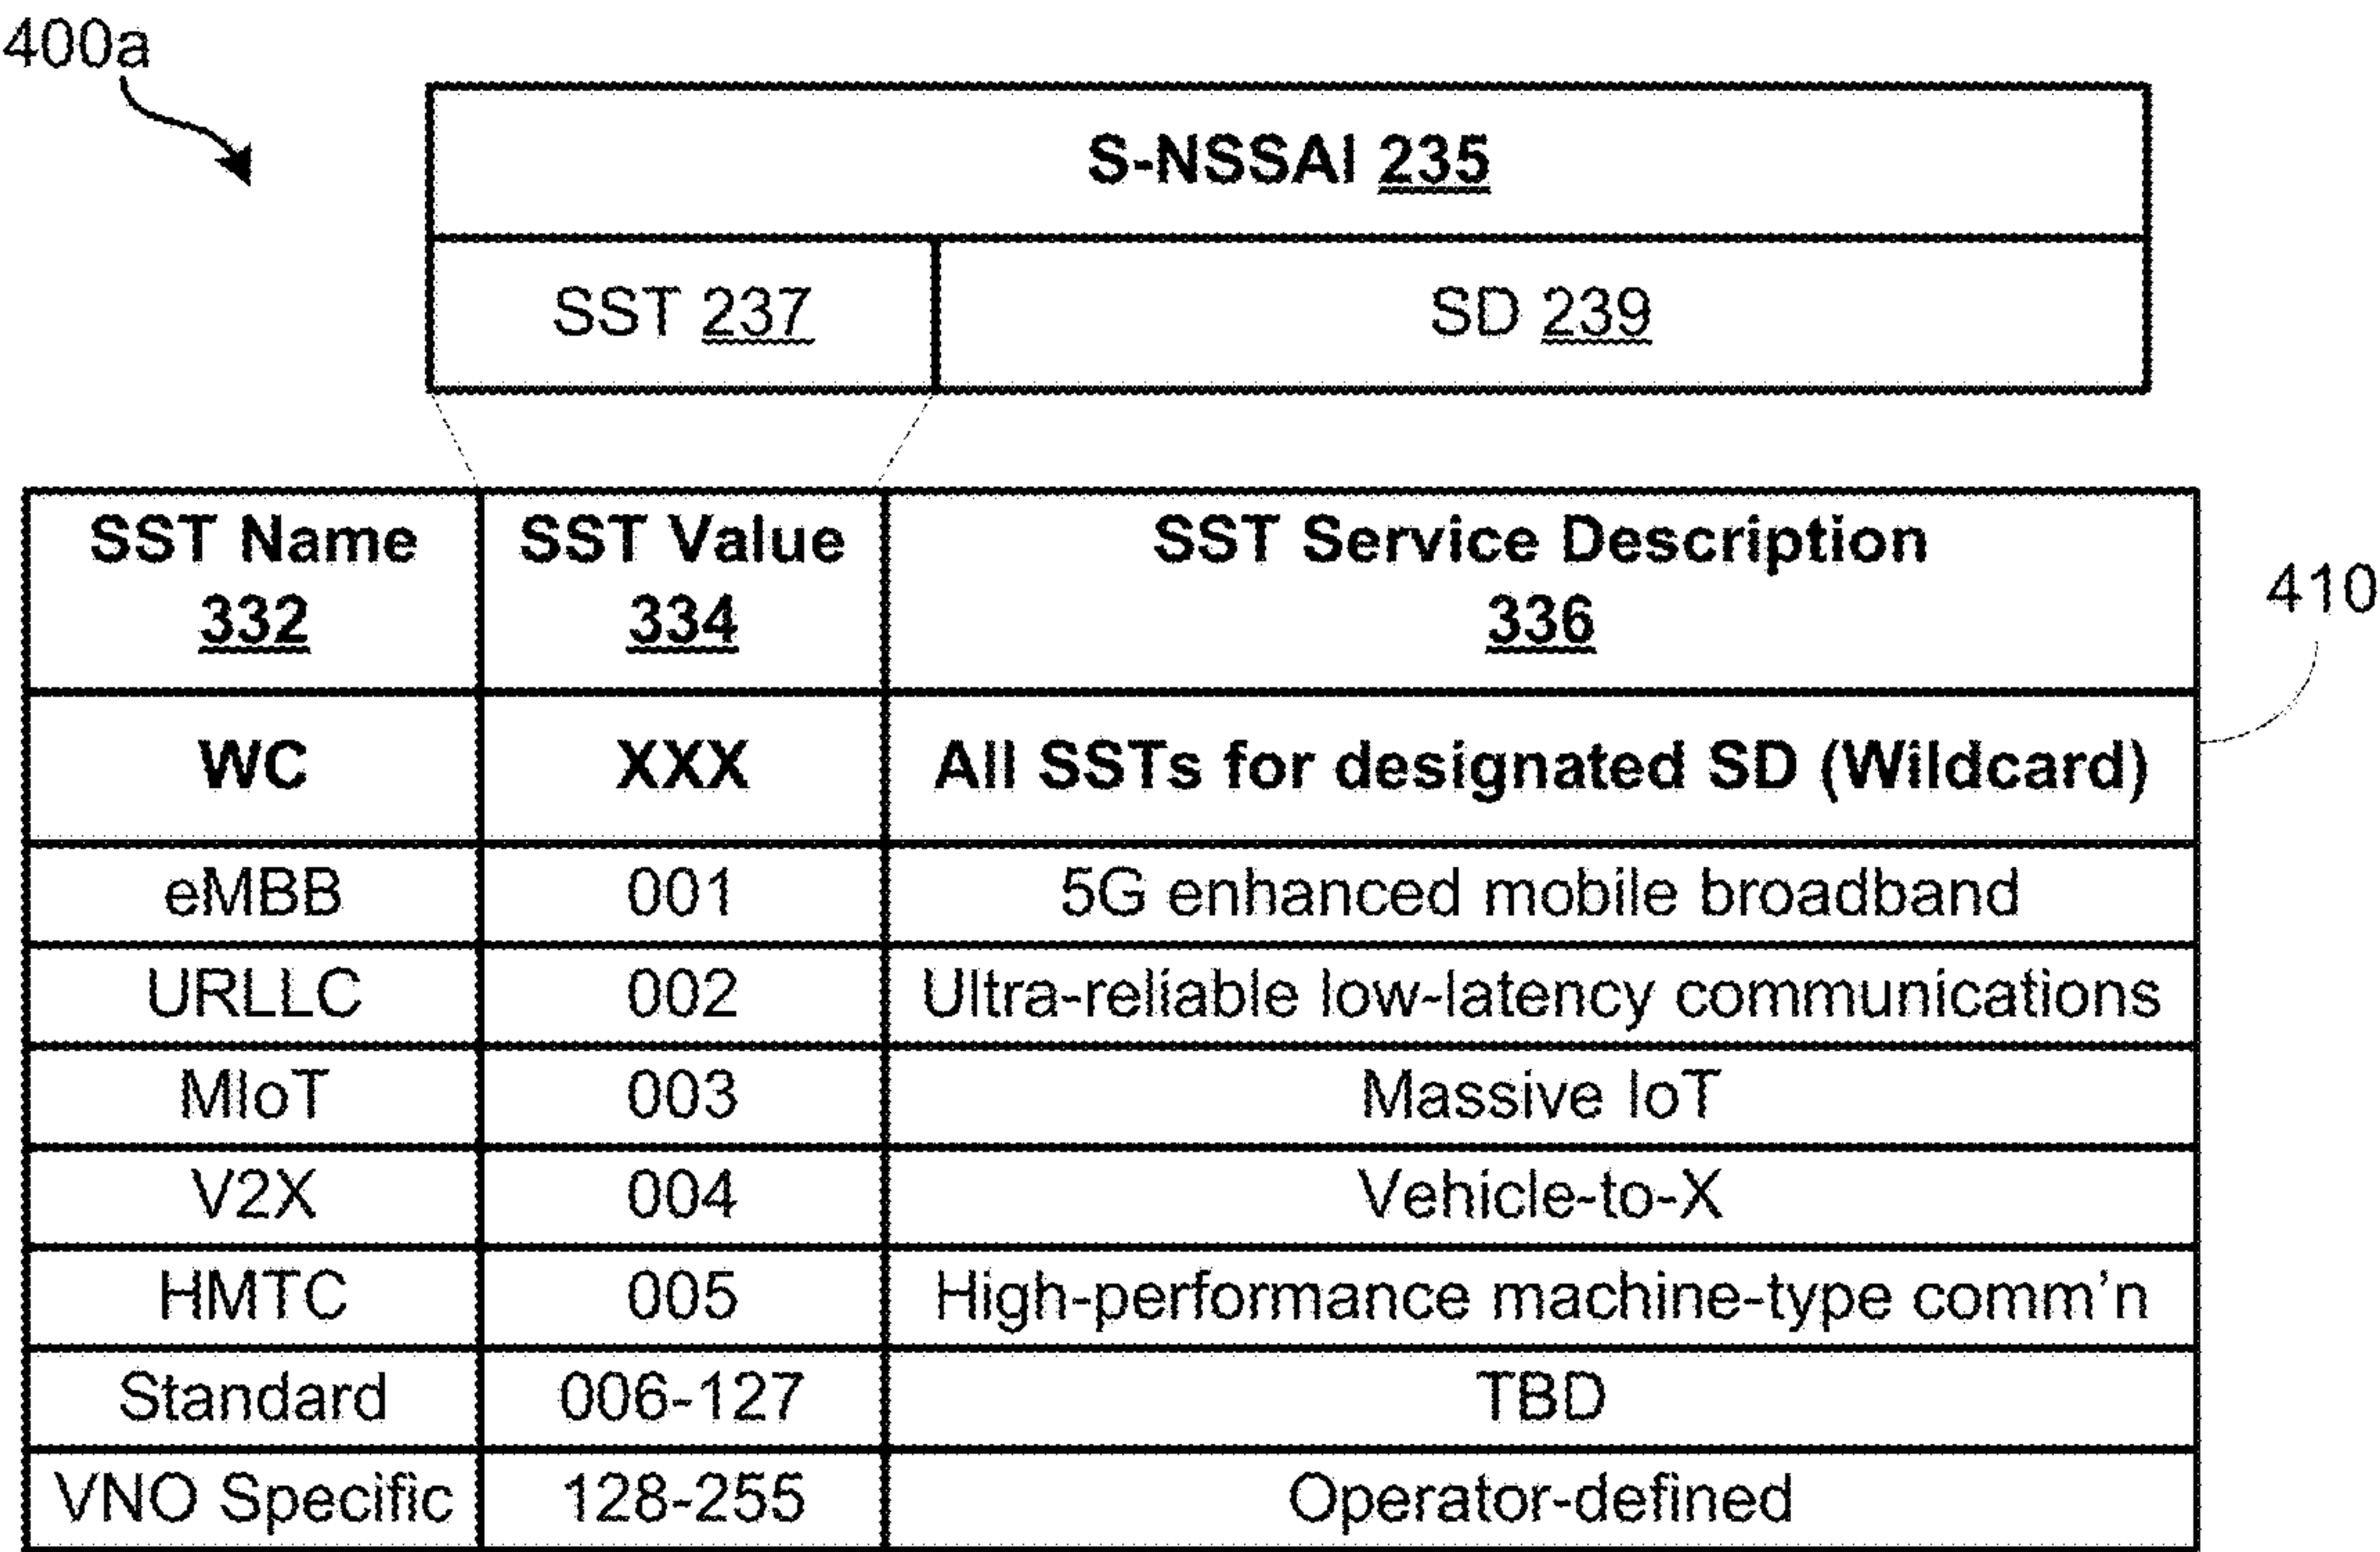 400a
S-NSSAI 235
SST 237 SD 239
SST Name SST Value SST Service Description
332 334 336
410
WC XXX All SSTs for designated SD (Wildcard)
eMBB 001 5G enhanced mobile broadband
URLLC 002 Ultra-reliable low-latency communications
MIoT 003 Massive IoT
V2X 004 Vehicle-to-X
HMTC 005 High-performance machine-type comm'n
Standard 006-127 TBD
VNO Specific 128-255 Operator-defined